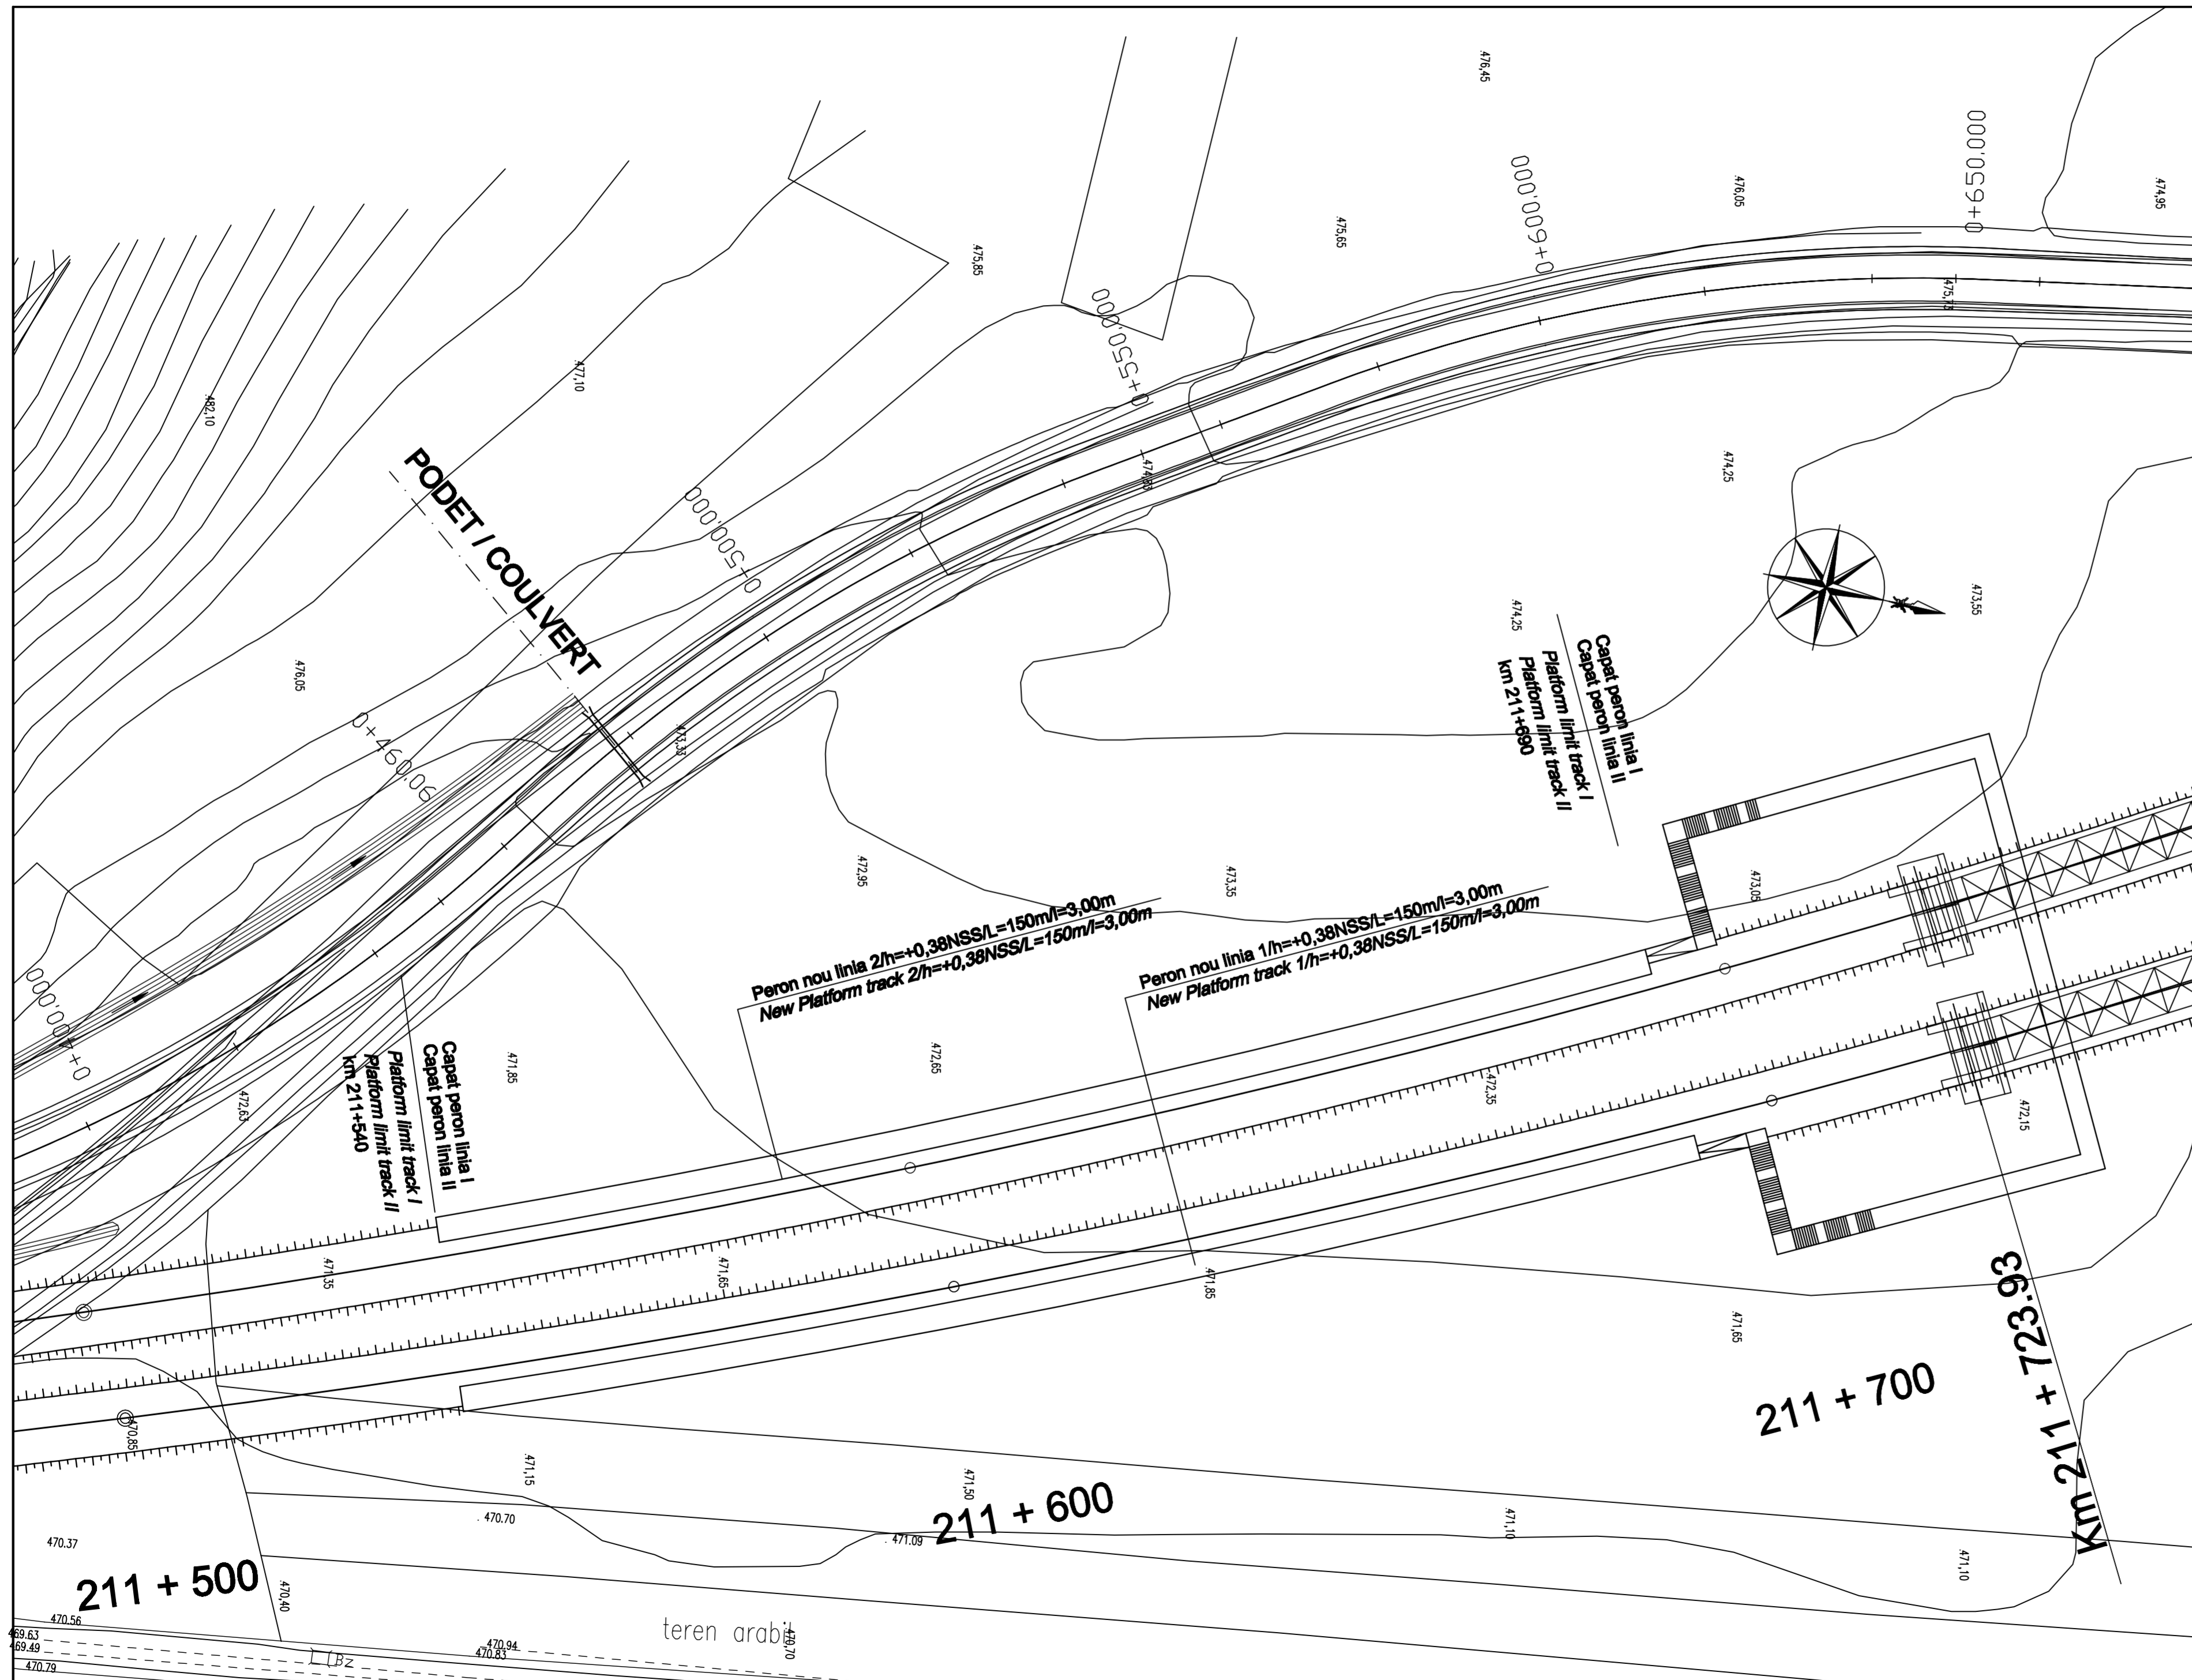 476,45
476,05
0+650.000
474,95
475,65
0+600.000
475,85
0+550.000
475,73
477,10
482,10
474,25
PODET / COULVERT
0+500.000
473,55
474,25
Capat peron linia I
Capat peron linia II
Platform limit track I
Platform limit track II
km 211+690
476,05
0+460,06
473,33
472,95
473,35
473,05
Peron nou linia 2/h=+0,38NSS/L=150m/l=3,00m
New Platform track 2/h=+0,38NSS/L=150m/l=3,00m
Peron nou linia 1/h=+0,38NSS/L=150m/l=3,00m
New Platform track 1/h=+0,38NSS/L=150m/l=3,00m
0+400.000
Capat peron linia I
Capat peron linia II
Platform limit track I
Platform limit track II
km 211+540
471,85
472,65
472,35
472,15
472,63
471,35
471,65
471,85
471,65
Km 211 + 723.93
211 + 700
470,85
471,15
471,50
211 + 600
471,10
471,10
470.70
471.09
470.37
211 + 500
470,40
470.56
teren arabil
470,70
469.63
469.49
470.79
470.94
470.83